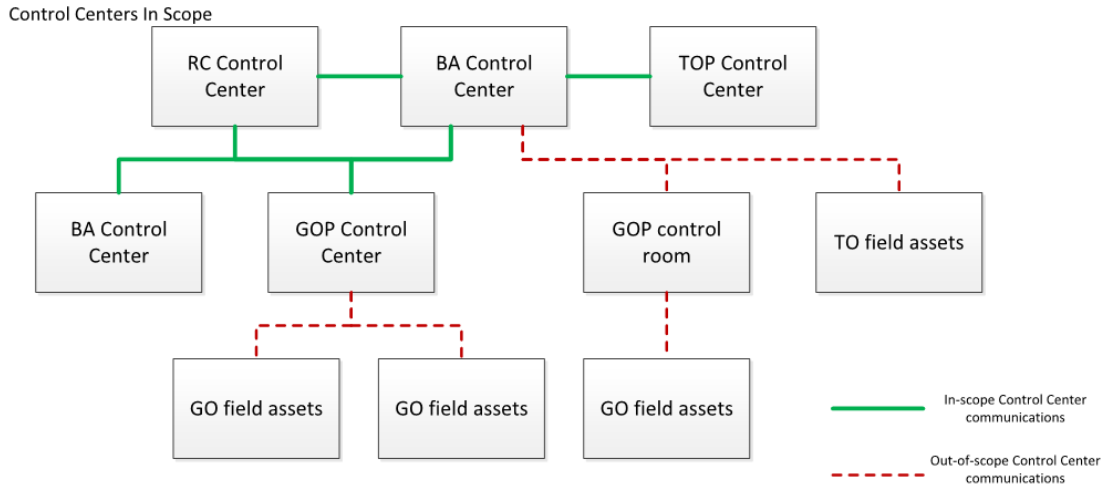 Control Centers In Scope
RC Control
Center
BA Control
Center
TOP Control
Center
BA Control
Center
GOP Control
Center
GOP control
room
TO field assets
GO field assets
GO field assets
GO field assets
In-scope Control Center
communications
Out-of-scope Control Center
communications